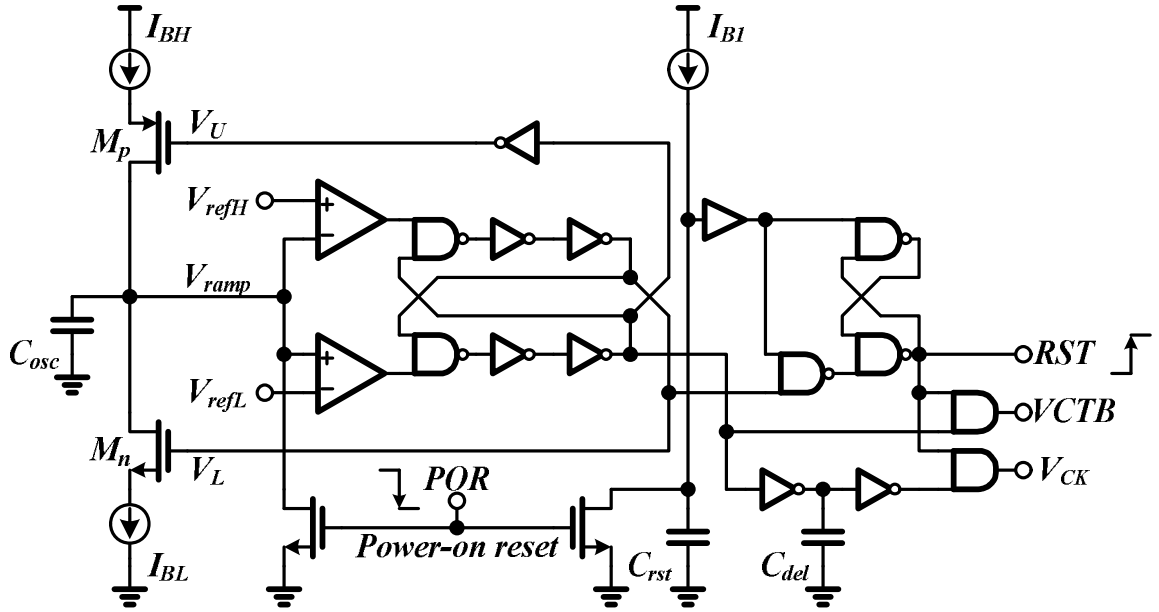 I_BH
I_B1
M_p
V_U
V_refH
+
−
V_ramp
C_osc
+
−
V_refL
RST
VCTB
M_n
V_L
POR
V_CK
Power-on reset
C_rst
C_del
I_BL